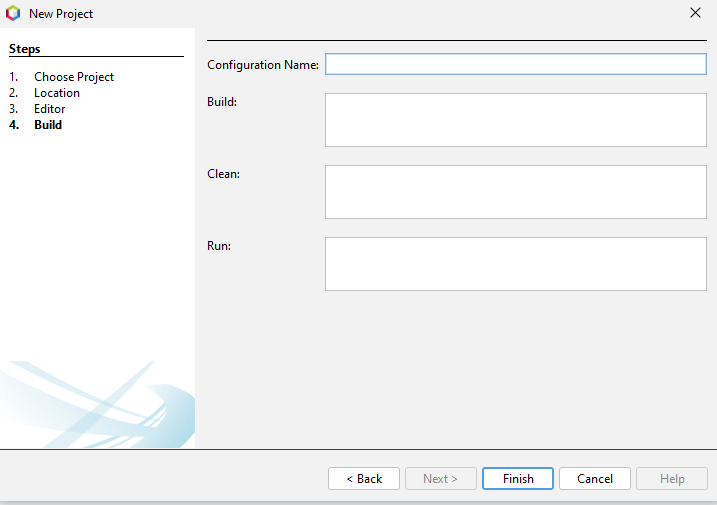 New Project
Steps
1. Choose Project
2. Location
3. Editor
4. Build
Configuration Name:
Build:
Clean:
Run:
< Back
Next >
Finish
Cancel
Help